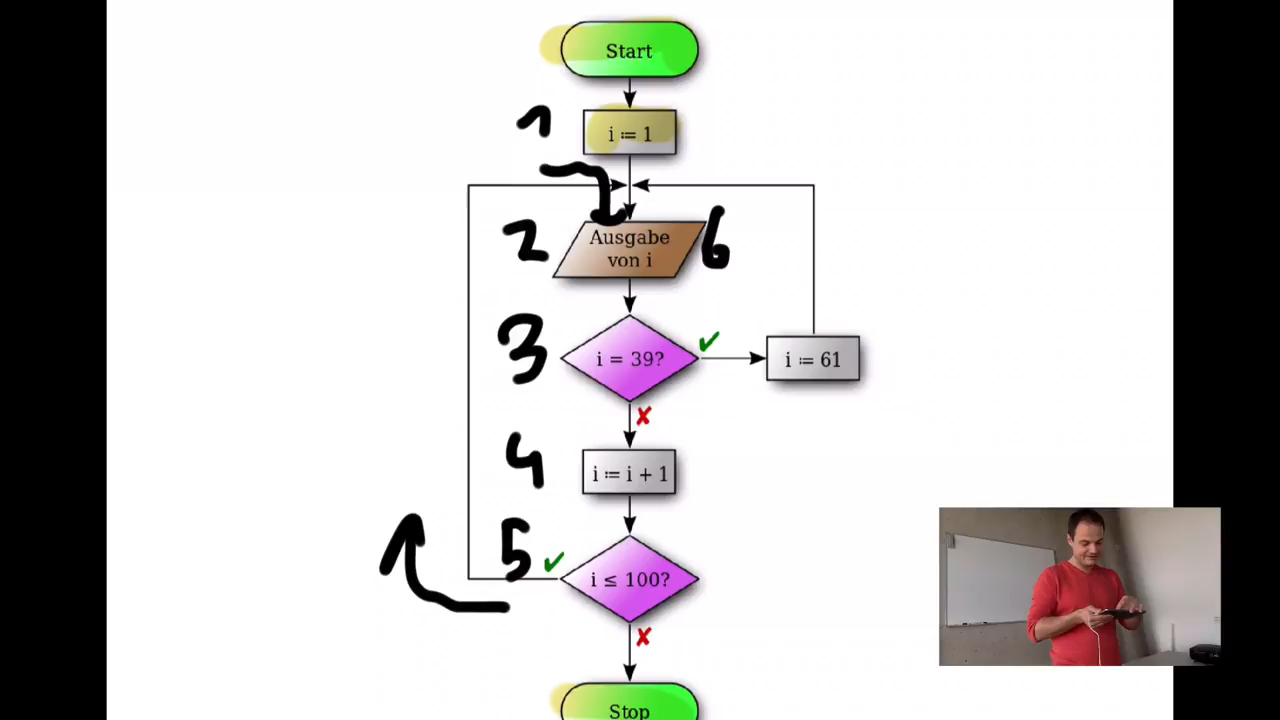 Start
1
i ≔ 1
2
Ausgabe
von i
6
3
i = 39?
✔
i ≔ 61
✘
4
i ≔ i + 1
5
✔
i ≤ 100?
✘
Stop